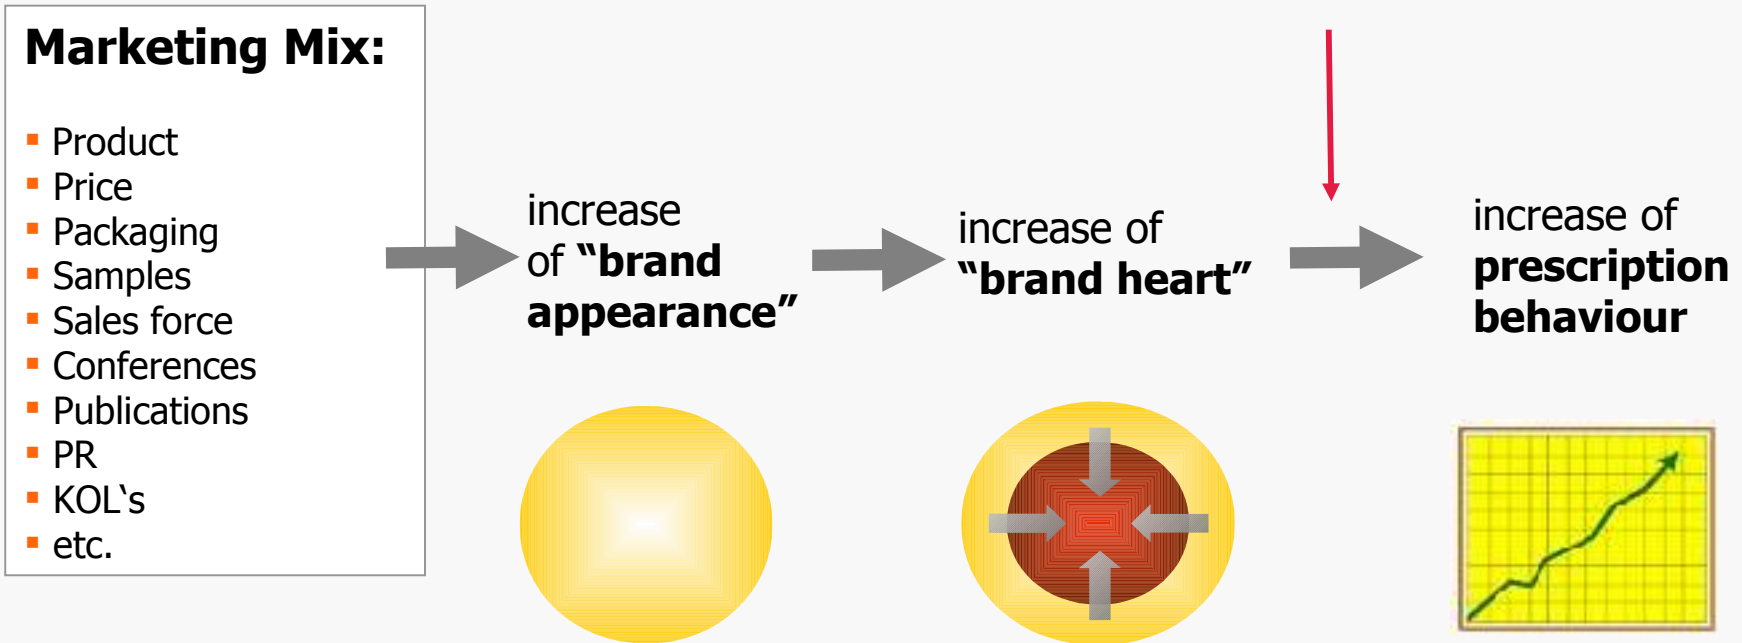 Marketing Mix:
▪ Product
▪ Price
▪ Packaging
▪ Samples
▪ Sales force
▪ Conferences
▪ Publications
▪ PR
▪ KOL‘s
▪ etc.
increase
of “brand
appearance”
increase of
“brand heart”
increase of
prescription
behaviour